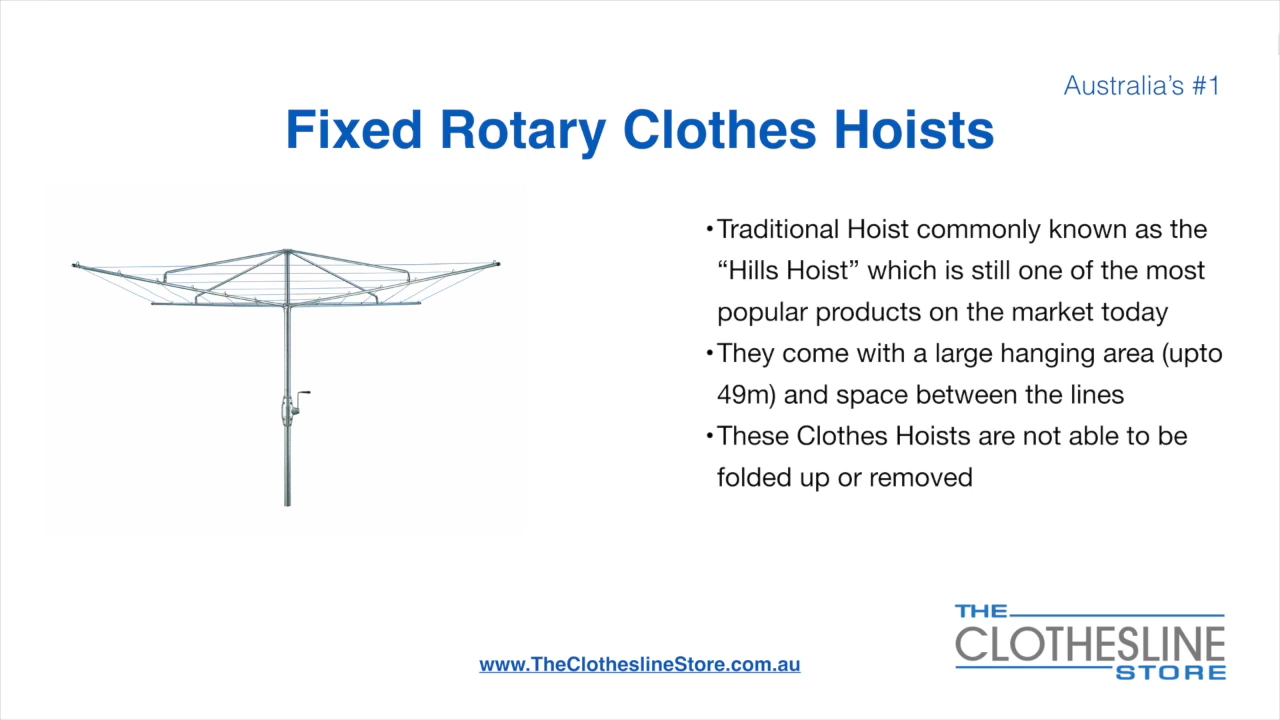 Australia's #1
Fixed Rotary Clothes Hoists
•Traditional Hoist commonly known as the
“Hills Hoist” which is still one of the most
popular products on the market today
•They come with a large hanging area (upto
49m) and space between the lines
•These Clothes Hoists are not able to be
folded up or removed
THE
CLOTHESLINE
STORE
www.TheClotheslineStore.com.au